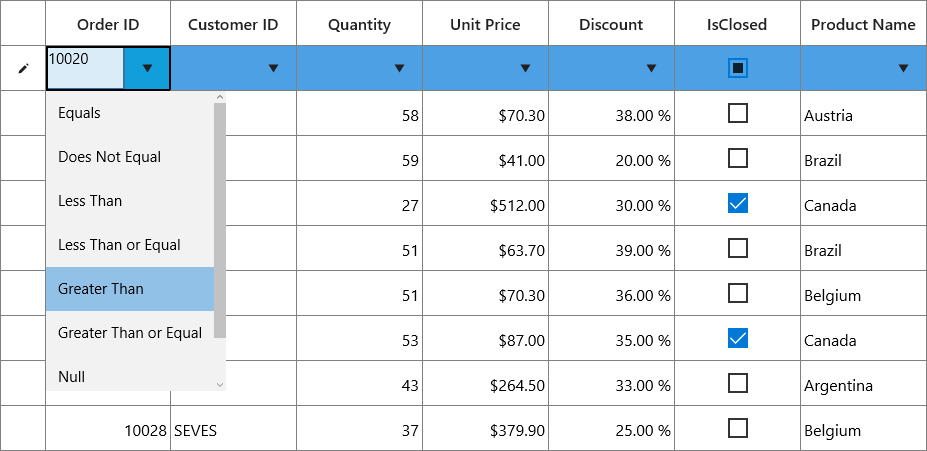 Order ID Customer ID Quantity Unit Price Discount IsClosed Product Name
10020
Equals 58 $70.30 38.00 % Austria
Does Not Equal 59 $41.00 20.00 % Brazil
Less Than 27 $512.00 30.00 % Canada
Less Than or Equal 51 $63.70 39.00 % Brazil
Greater Than 51 $70.30 36.00 % Belgium
Greater Than or Equal 53 $87.00 35.00 % Canada
Null 43 $264.50 33.00 % Argentina
10028 SEVES 37 $379.90 25.00 % Belgium